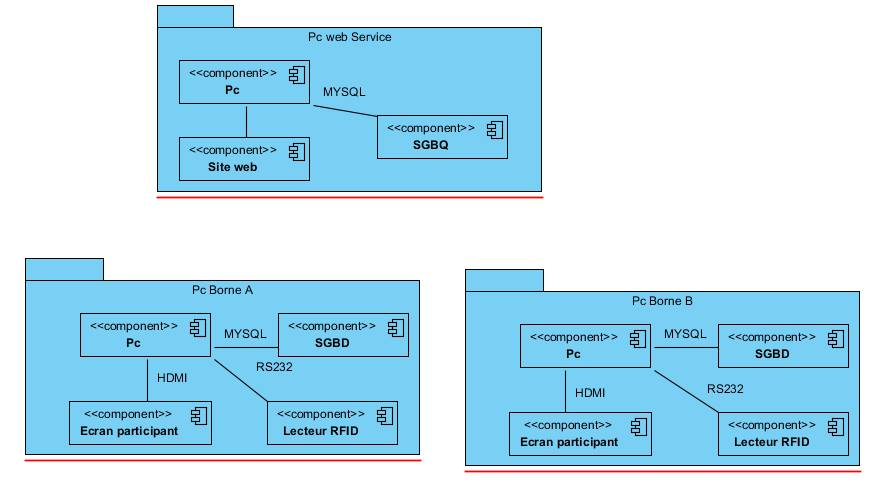 Pc web Service
<<component>>
Pc
MYSQL
<<component>>
SGBQ
<<component>>
Site web
Pc Borne A
<<component>>
Pc
MYSQL
<<component>>
SGBD
HDMI
RS232
<<component>>
Ecran participant
<<component>>
Lecteur RFID
Pc Borne B
<<component>>
Pc
MYSQL
<<component>>
SGBD
HDMI
RS232
<<component>>
Ecran participant
<<component>>
Lecteur RFID